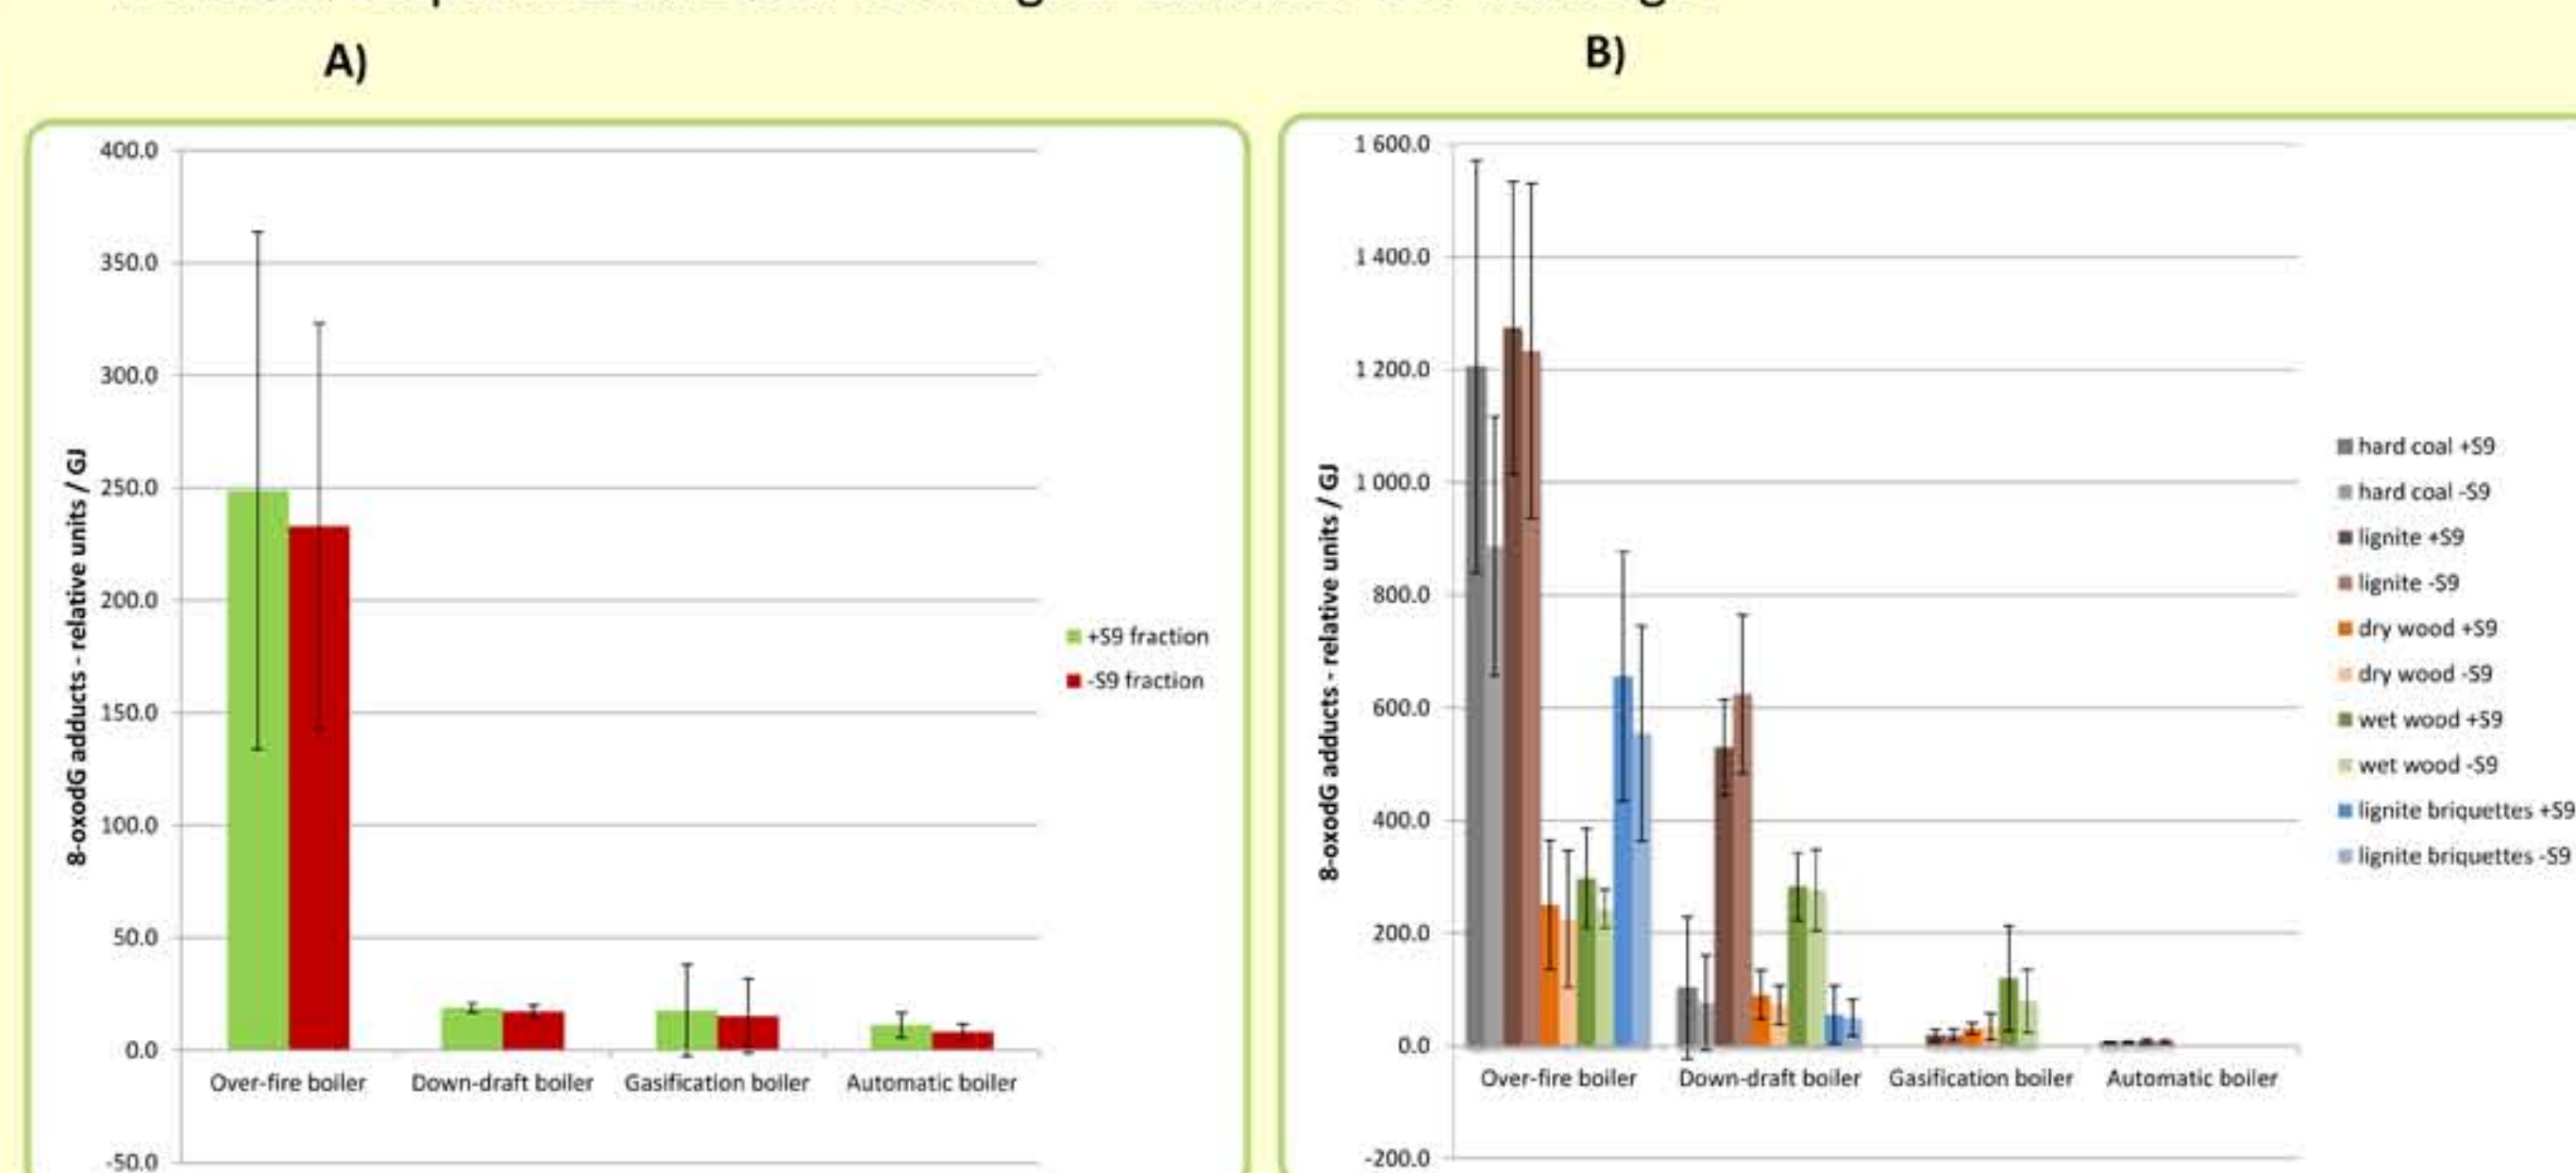 A)
B)
400.0
350.0
300.0
250.0
200.0
150.0
100.0
50.0
0.0
-50.0
8-oxodG adducts - relative units / GJ
Over-fire boiler Down-draft boiler Gasification boiler Automatic boiler
+S9 fraction
-S9 fraction
1 600.0
1 400.0
1 200.0
1 000.0
800.0
600.0
400.0
200.0
0.0
-200.0
8-oxodG adducts - relative units / GJ
Over-fire boiler Down-draft boiler Gasification boiler Automatic boiler
hard coal +S9
hard coal -S9
lignite +S9
lignite -S9
dry wood +S9
dry wood -S9
wet wood +S9
wet wood -S9
lignite briquettes +S9
lignite briquettes -S9